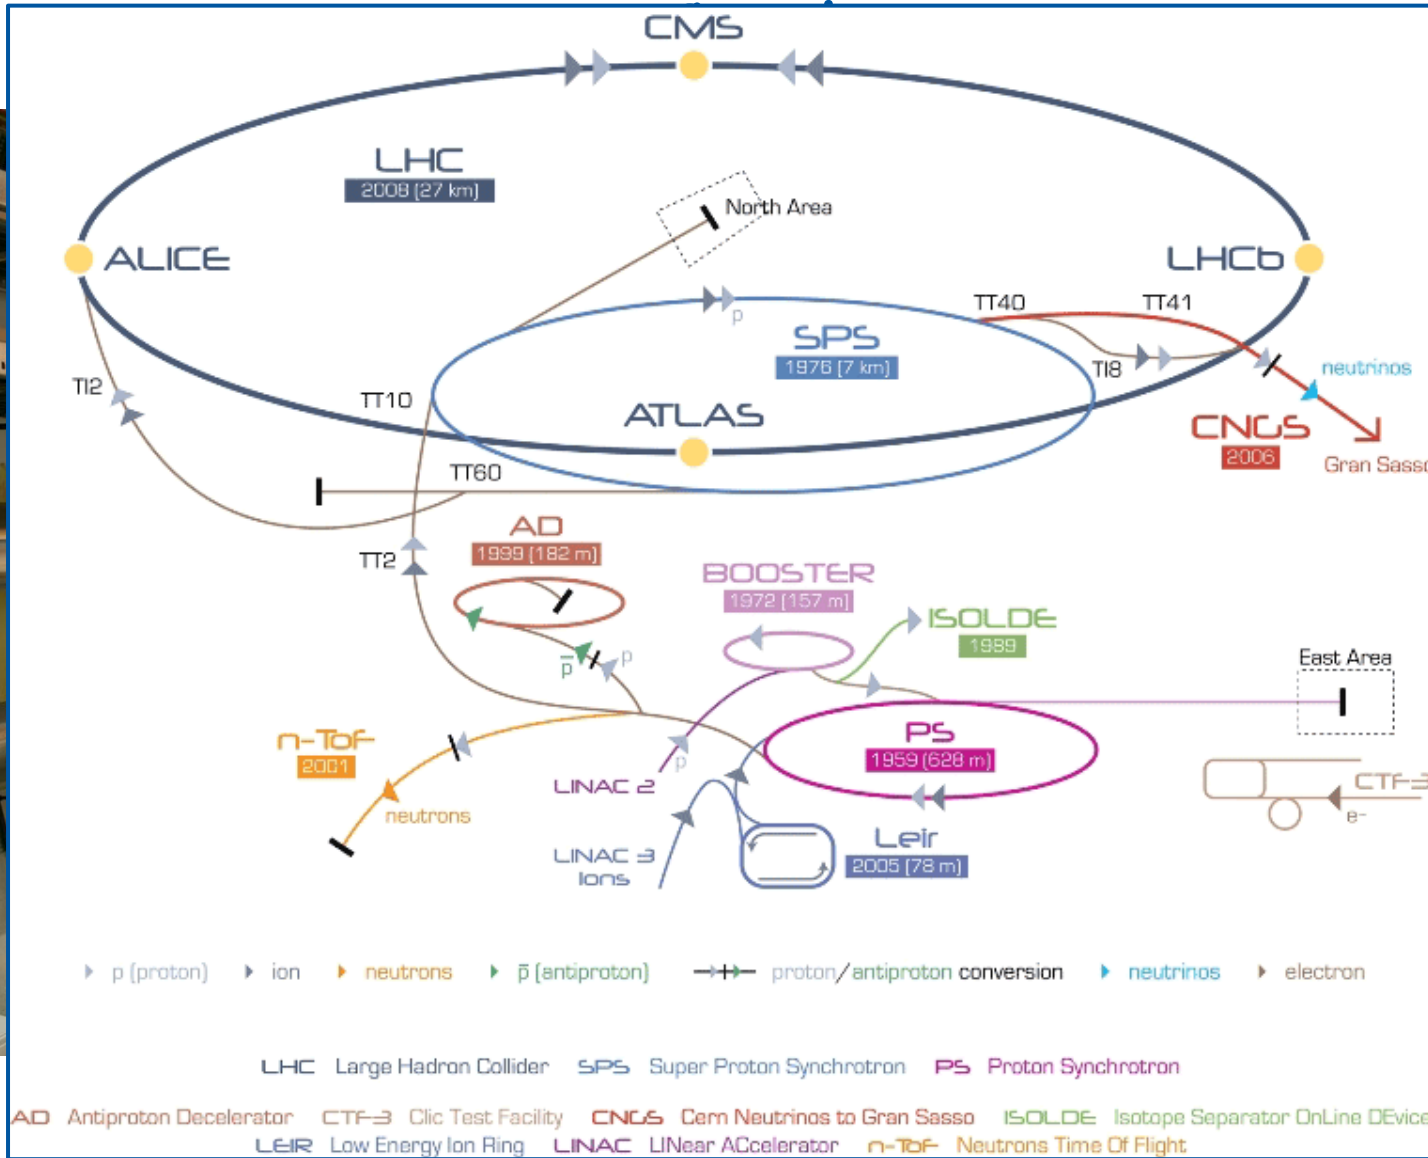 CMS
LHC
2008 (27 km)
North Area
ALICE
LHCb
TT40
TT41
p
SPS
1976 (7 km)
TI8
neutrinos
TI2
TT10
ATLAS
CNGS
2006
Gran Sasso
TT60
AD
1999 (182 m)
TT2
BOOSTER
1972 (157 m)
ISOLDE
1989
p̅
p
East Area
n-ToF
2001
PS
1959 (628 m)
p
LINAC 2
neutrons
CTF-3
e-
Leir
2005 (78 m)
LINAC 3
Ions
p (proton) ion neutrons p̅ (antiproton) proton/antiproton conversion neutrinos electron
LHC Large Hadron Collider SPS Super Proton Synchrotron PS Proton Synchrotron
AD Antiproton Decelerator CTF-3 Clic Test Facility CNGS Cern Neutrinos to Gran Sasso ISOLDE Isotope Separator OnLine DEvice
LEIR Low Energy Ion Ring LINAC LINear ACcelerator n-ToF Neutrons Time Of Flight